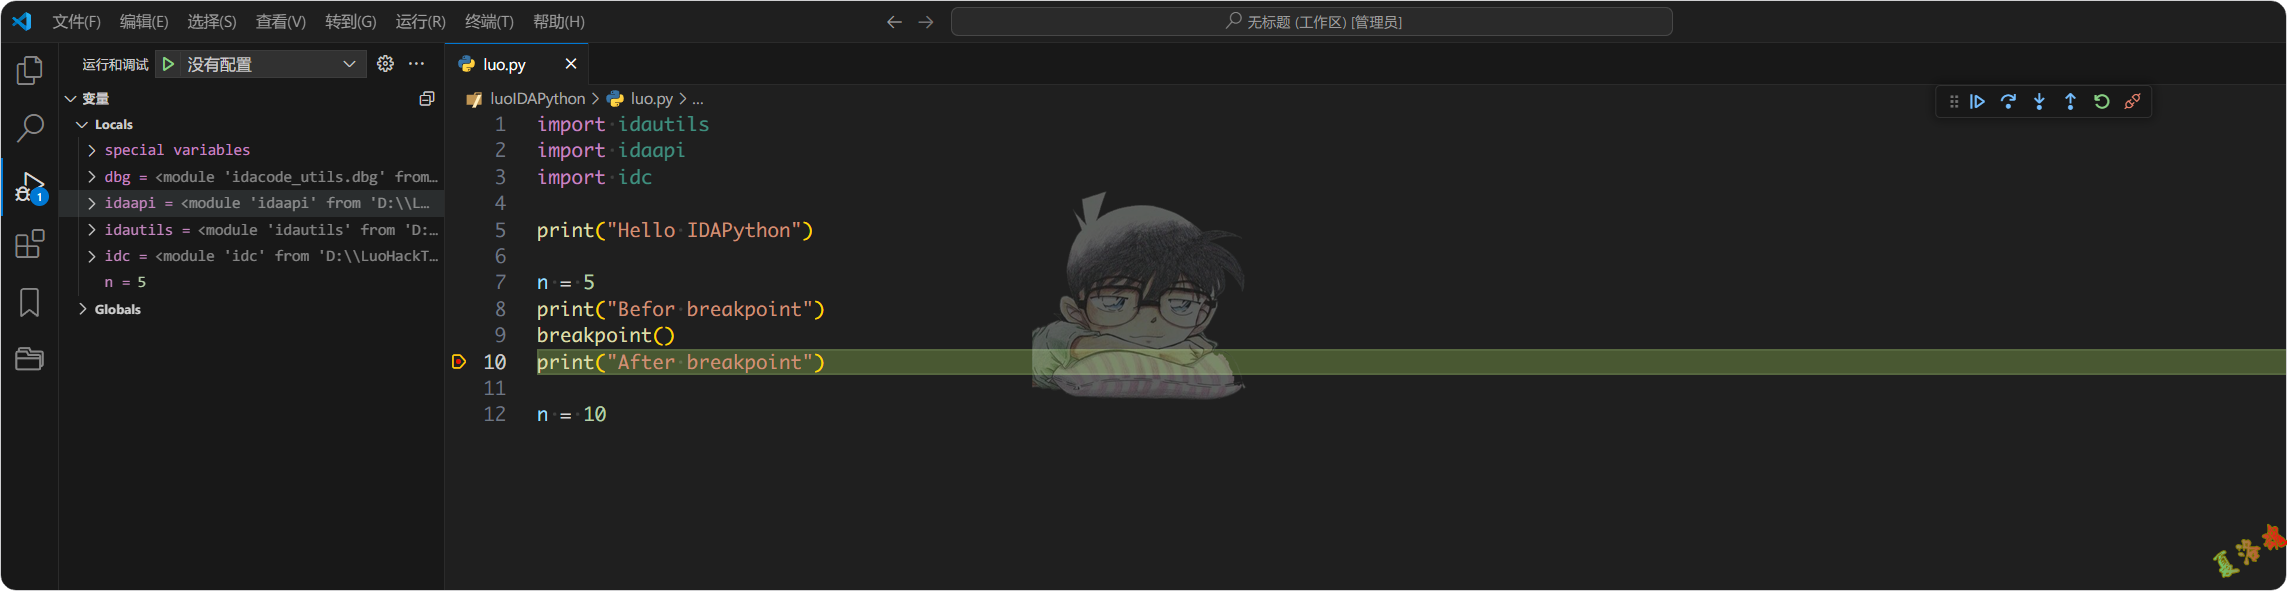 文件(F) 编辑(E) 选择(S) 查看(V) 转到(G) 运行(R) 终端(T) 帮助(H)
无标题 (工作区) [管理员]
运行和调试 没有配置
变量
Locals
special variables
dbg = <module 'idacode_utils.dbg' from…
idaapi = <module 'idaapi' from 'D:\\L…
idautils = <module 'idautils' from 'D:…
idc = <module 'idc' from 'D:\\LuoHackT…
n = 5
Globals
1
luo.py
luoIDAPython > luo.py > ...
1 import idautils
2 import idaapi
3 import idc
4
5 print("Hello IDAPython")
6
7 n = 5
8 print("Befor breakpoint")
9 breakpoint()
10 print("After breakpoint")
11
12 n = 10